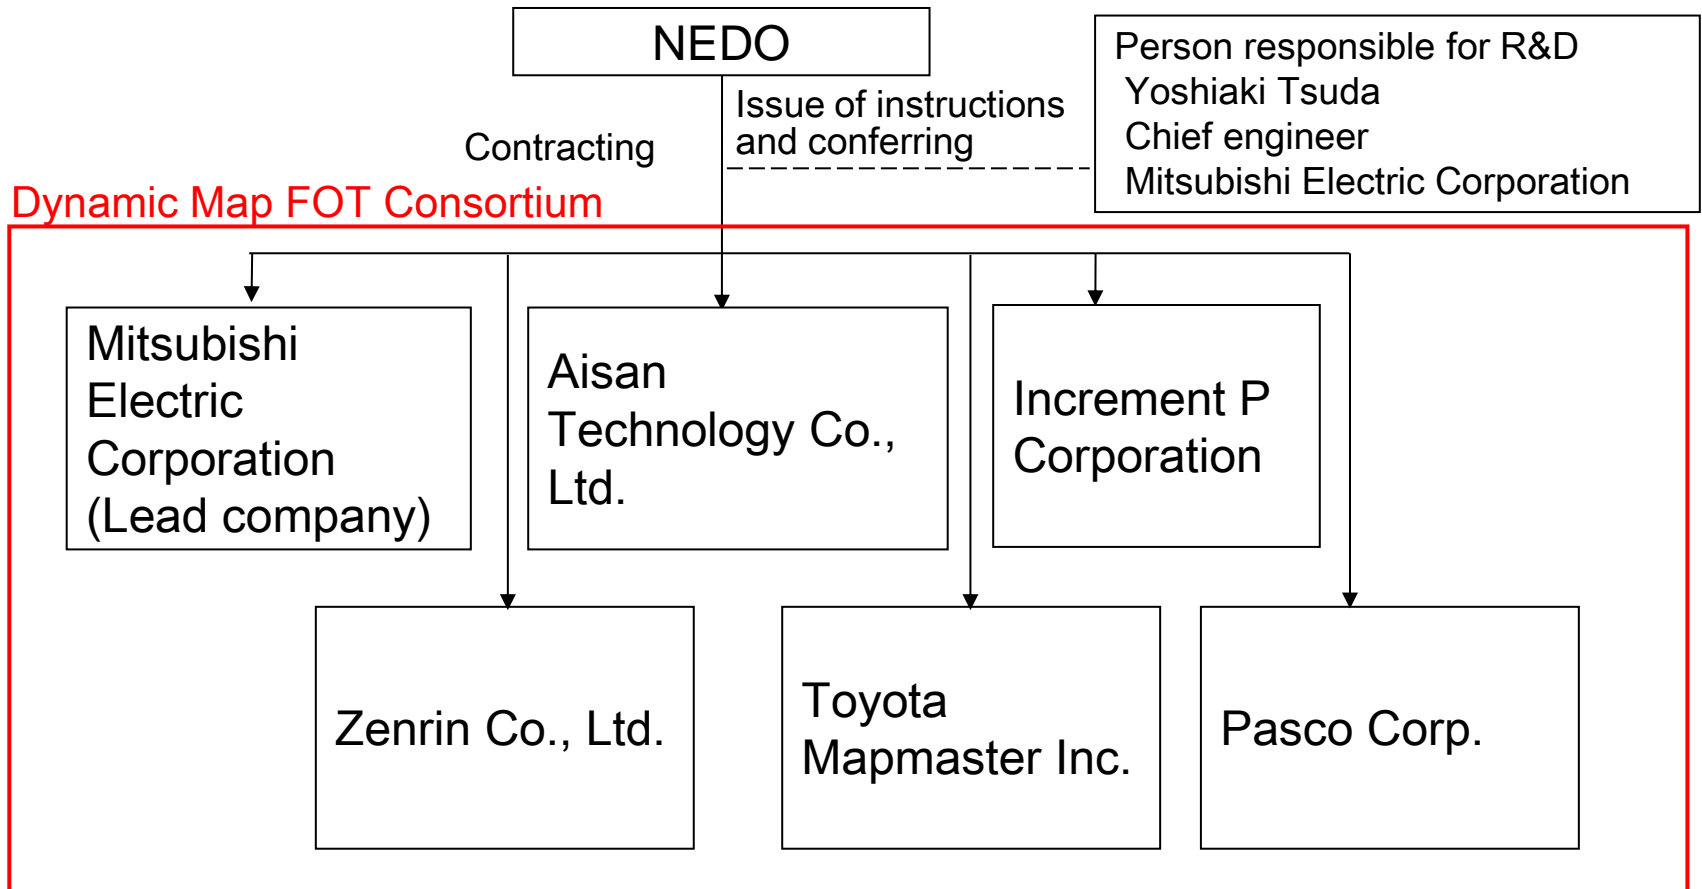 NEDO
Person responsible for R&D
Yoshiaki Tsuda
Chief engineer
Mitsubishi Electric Corporation
Issue of instructions
and conferring
Contracting
Dynamic Map FOT Consortium
Mitsubishi
Electric
Corporation
(Lead company)
Aisan
Technology Co.,
Ltd.
Increment P
Corporation
Zenrin Co., Ltd.
Toyota
Mapmaster Inc.
Pasco Corp.